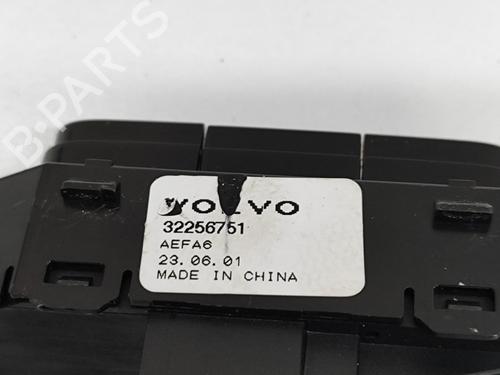 B-PARTS
VOLVO
32256751
AEFA6
23.06.01
MADE IN CHINA